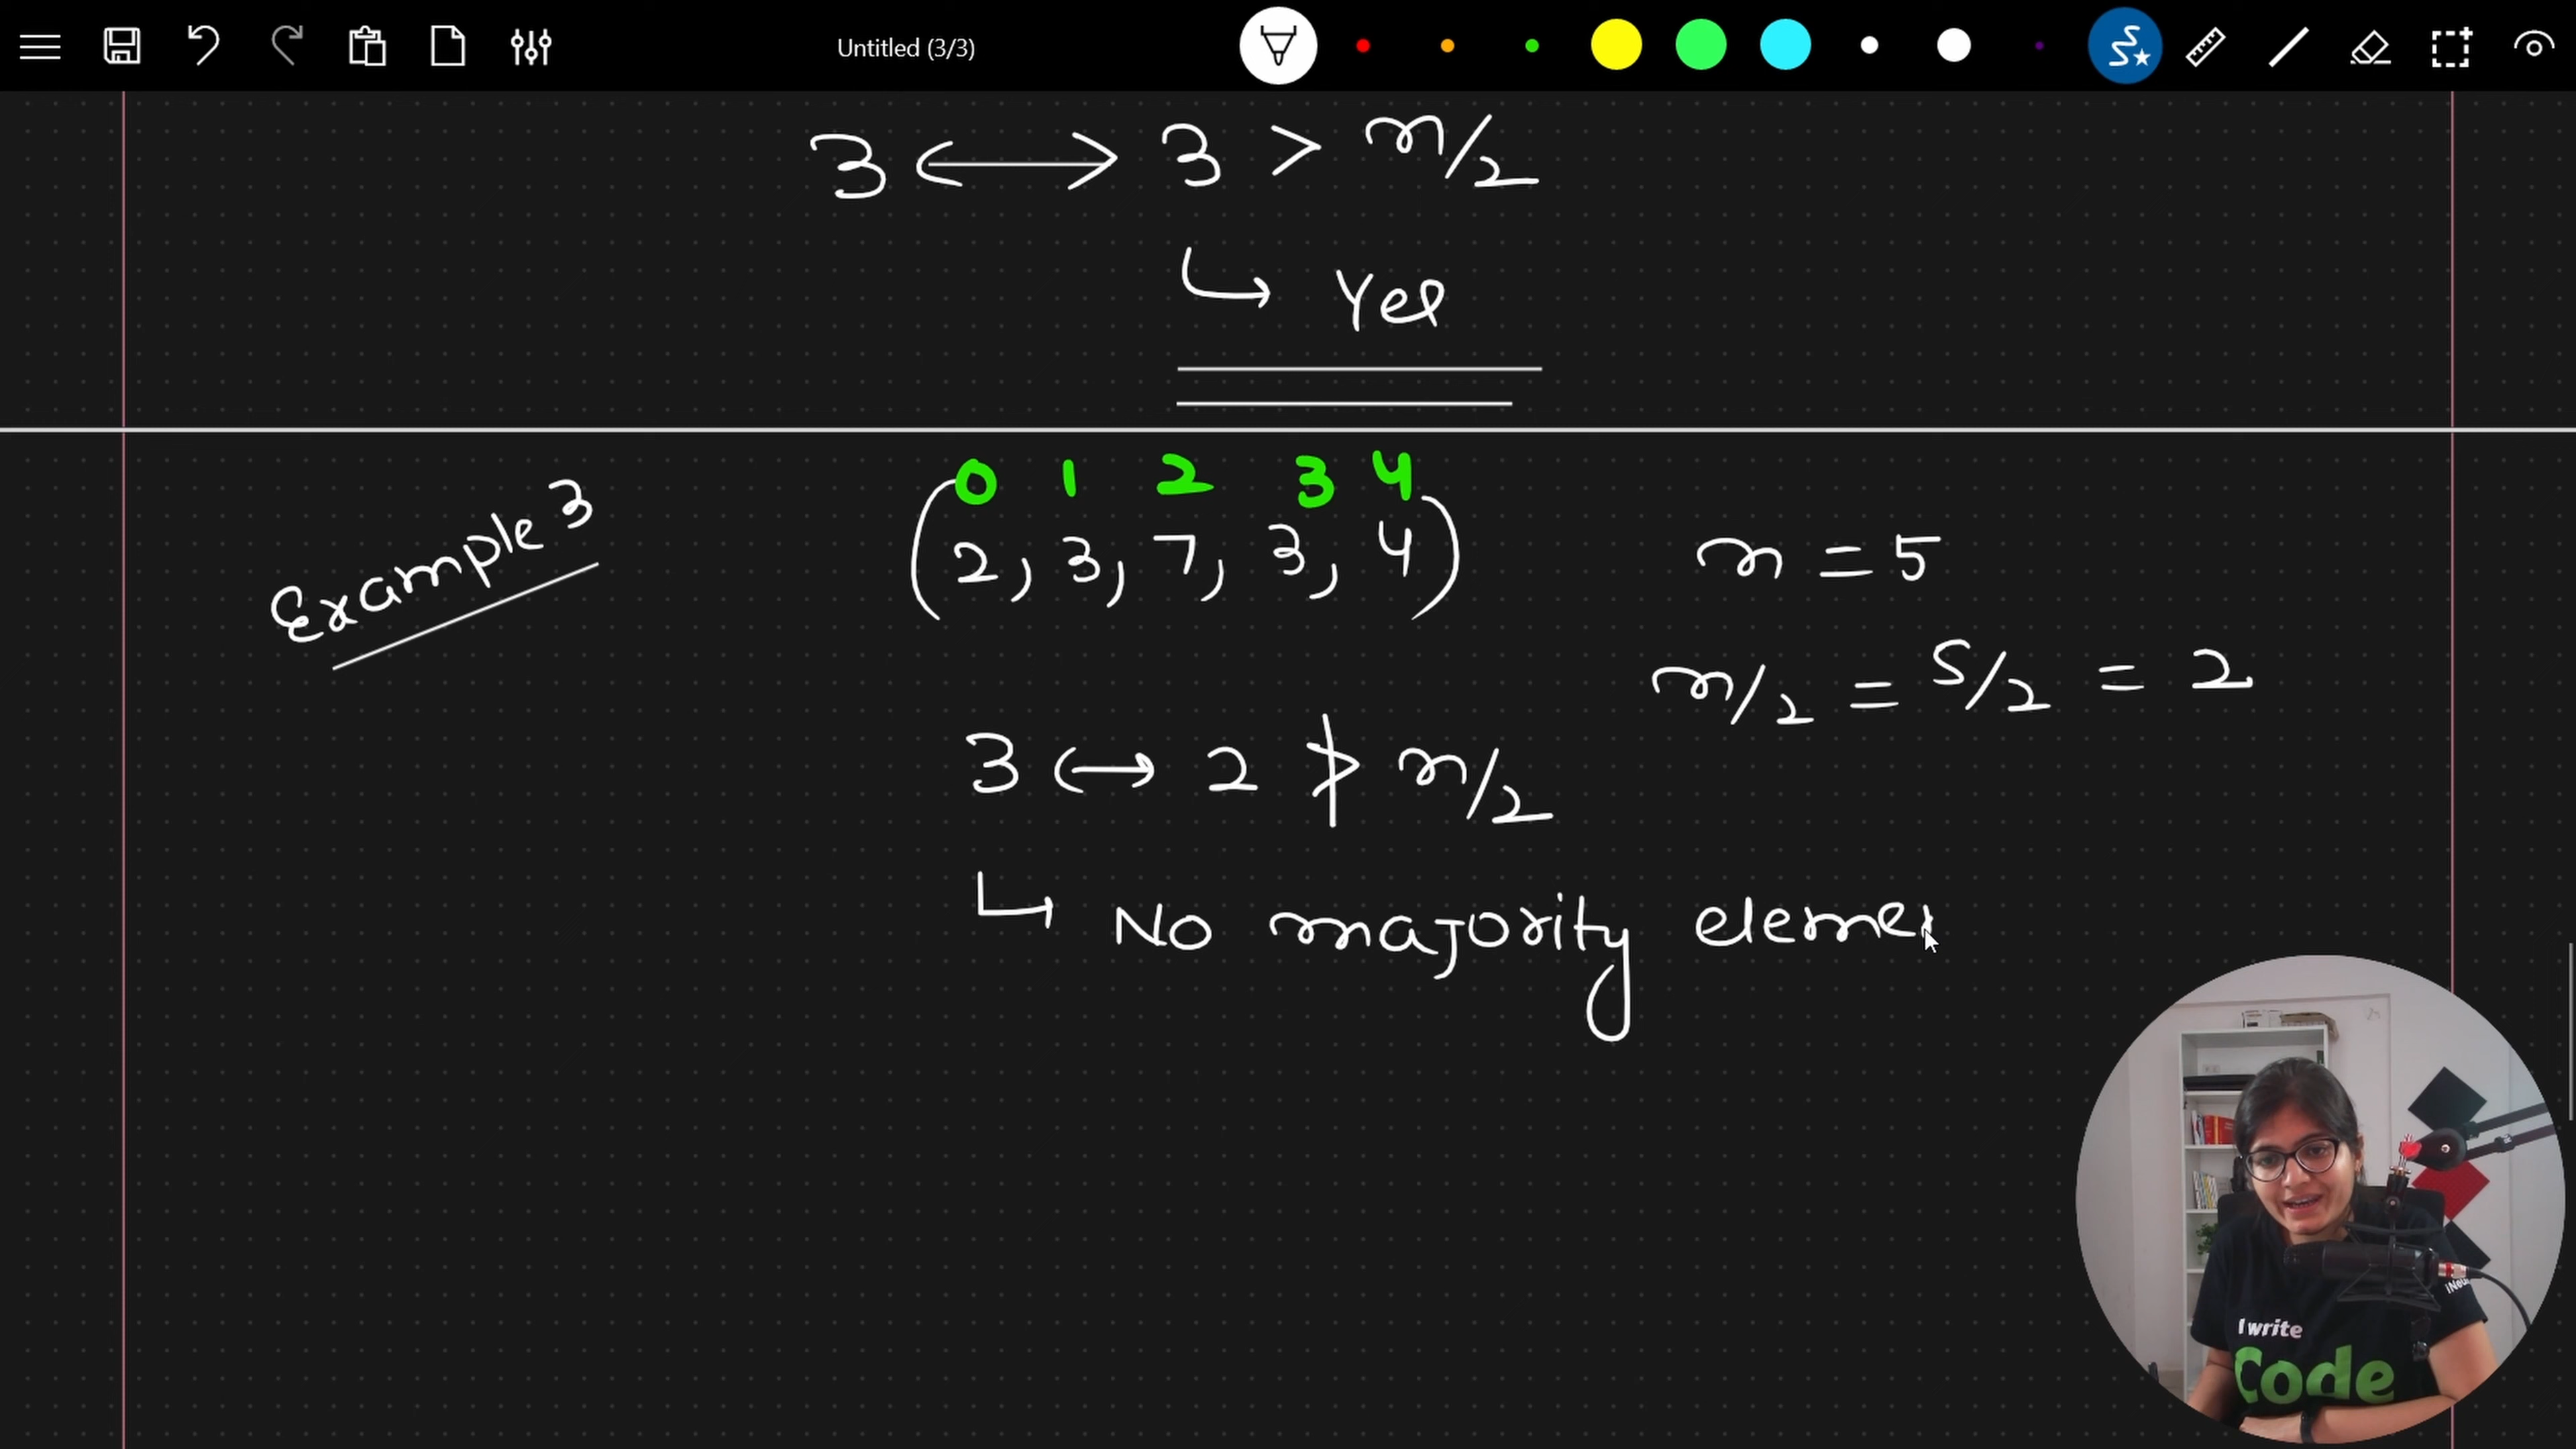 Untitled (3/3)
3 ↔ 3 > n/2
↳ Yes
0 1 2 3 4
Example 3
(2, 3, 7, 3, 4)
n = 5
n/2 = 5/2 = 2
3 ↔ 2 ≯ n/2
↳ No majority elemen
I write
Code